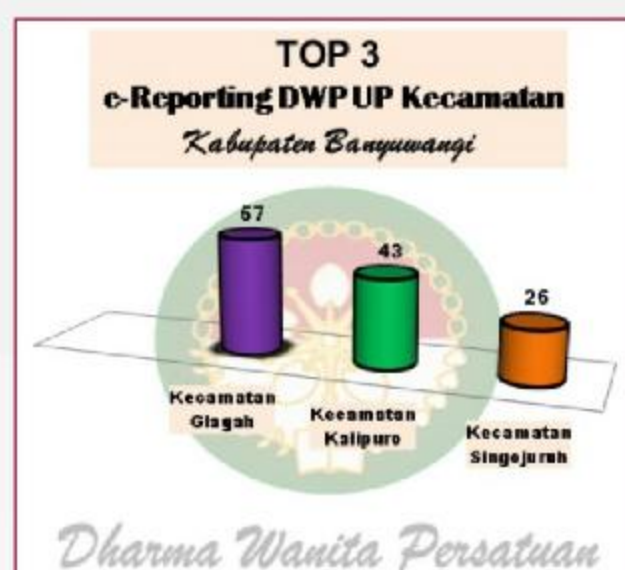 TOP 3
e-Reporting DWP UP Kecamatan
Kabupaten Banyuwangi
57
43
26
Kecamatan
Glagah
Kecamatan
Kalipuro
Kecamatan
Singojuruh
Dharma Wanita Persatuan